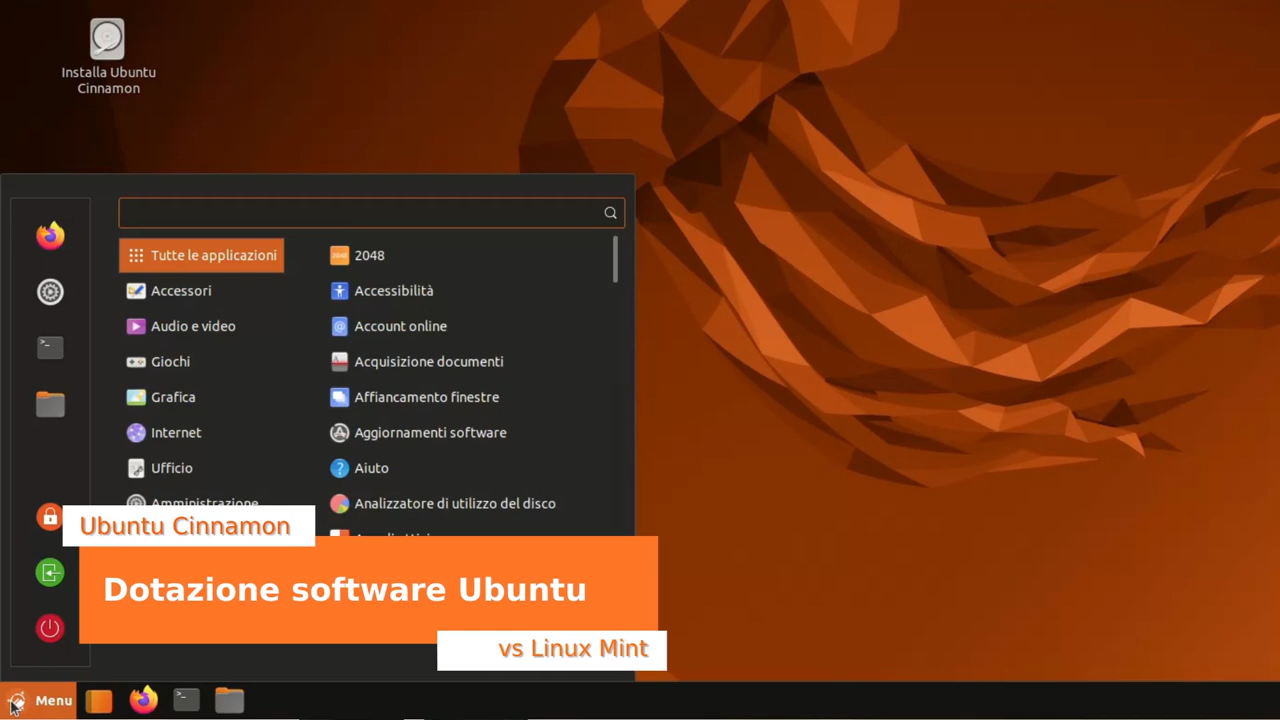 Installa Ubuntu
Cinnamon
Tutte le applicazioni
Accessori
Audio e video
Giochi
Grafica
Internet
Ufficio
Amministrazione
2048
Accessibilità
Account online
Acquisizione documenti
Affiancamento finestre
Aggiornamenti software
Aiuto
Analizzatore di utilizzo del disco
Ubuntu Cinnamon
Dotazione software Ubuntu
vs Linux Mint
Menu